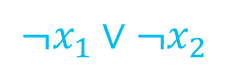 ¬x₁ ∨ ¬x₂